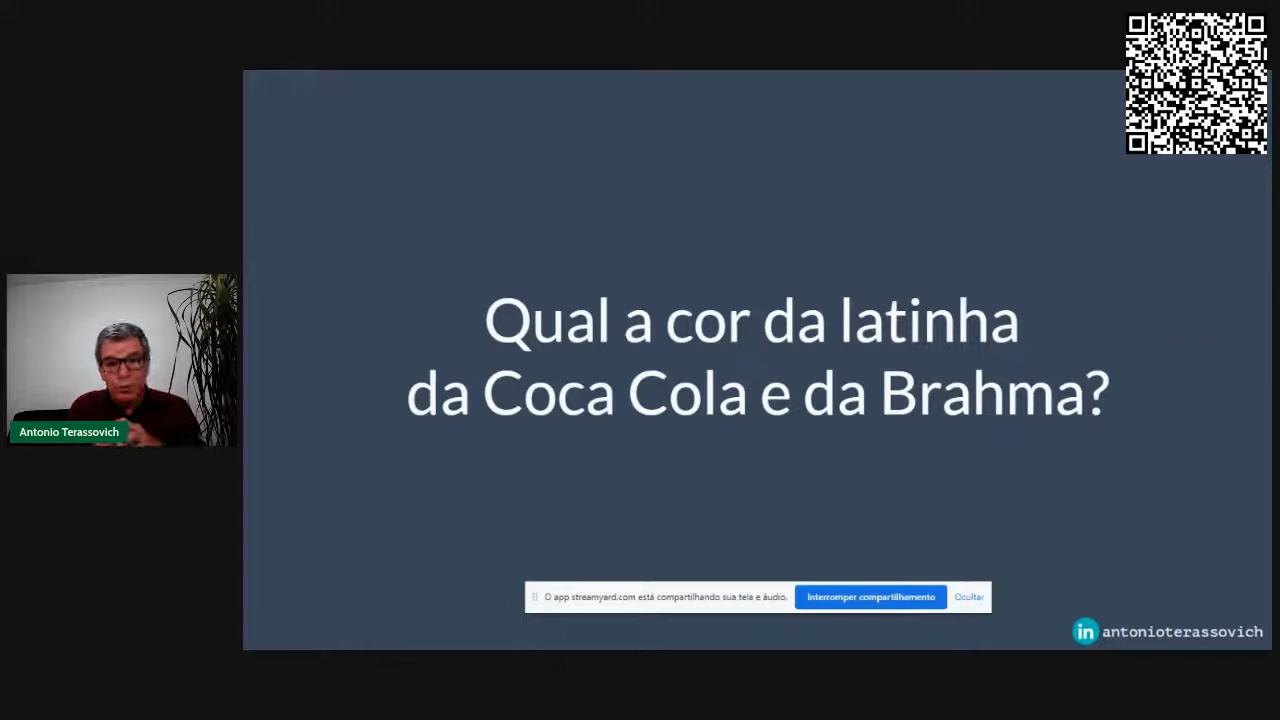 Qual a cor da latinha
da Coca Cola e da Brahma?
Antonio Terassovich
O app streamyard.com está compartilhando sua tela e áudio. Interromper compartilhamento Ocultar
in antonioterassovich